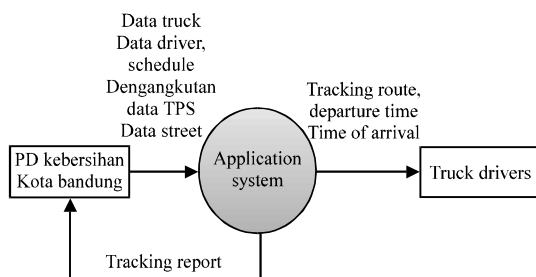 Data truck
Data driver,
schedule
Dengangkutan
data TPS
Data street
Tracking route,
departure time
Time of arrival
PD kebersihan
Kota bandung
Application
system
Truck drivers
Tracking report